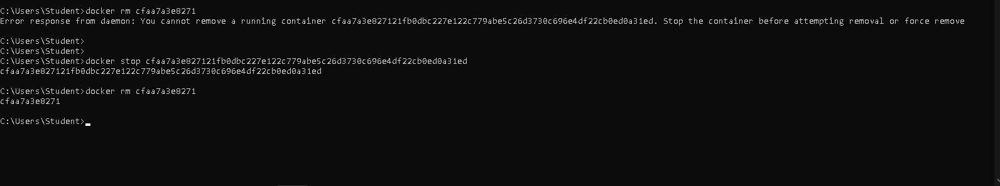 C:\Users\Student>docker rm cfaa7a3e8271
Error response from daemon: You cannot remove a running container cfaa7a3e827121fb0dbc227e122c779abe5c26d3730c696e4df22cb0ed0a31ed. Stop the container before attempting removal or force remove
C:\Users\Student>
C:\Users\Student>
C:\Users\Student>docker stop cfaa7a3e827121fb0dbc227e122c779abe5c26d3730c696e4df22cb0ed0a31ed
cfaa7a3e827121fb0dbc227e122c779abe5c26d3730c696e4df22cb0ed0a31ed
C:\Users\Student>docker rm cfaa7a3e8271
cfaa7a3e8271
C:\Users\Student>